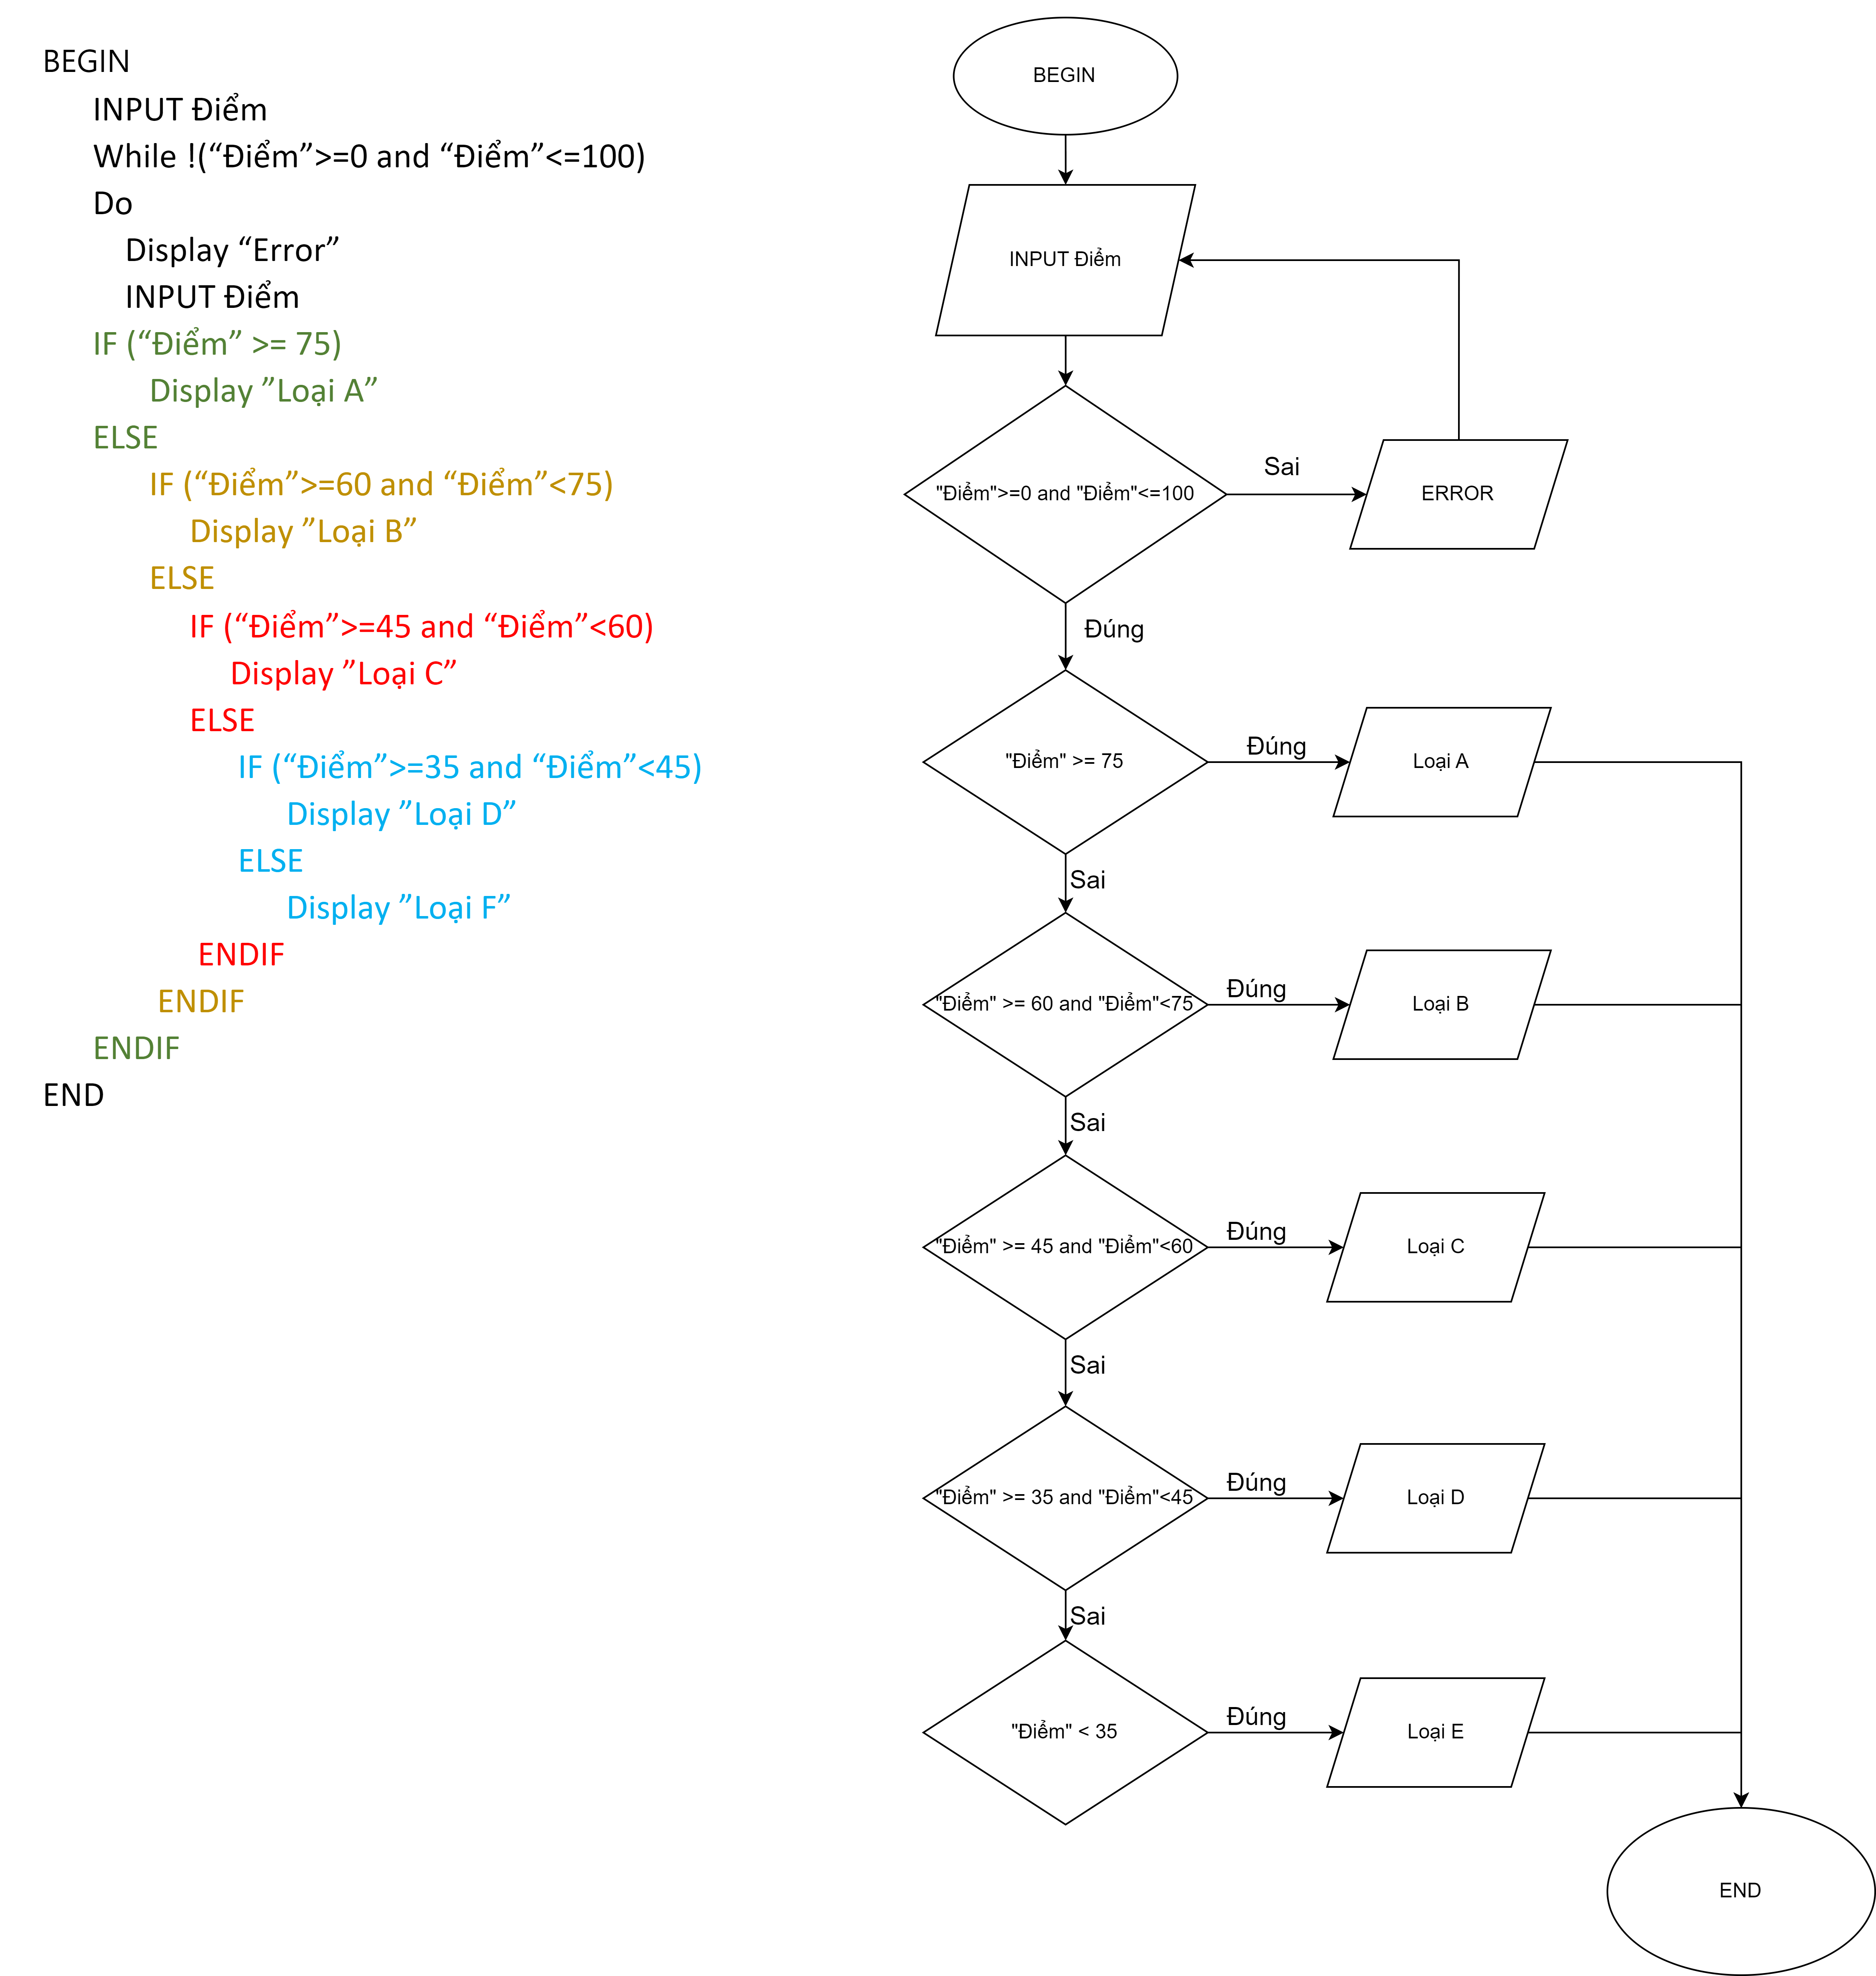 BEGIN
INPUT Điểm
While !(“Điểm”>=0 and “Điểm”<=100)
Do
Display “Error”
INPUT Điểm
IF (“Điểm” >= 75)
Display ”Loại A”
ELSE
IF (“Điểm”>=60 and “Điểm”<75)
Display ”Loại B”
ELSE
IF (“Điểm”>=45 and “Điểm”<60)
Display ”Loại C”
ELSE
IF (“Điểm”>=35 and “Điểm”<45)
Display ”Loại D”
ELSE
Display ”Loại F”
ENDIF
ENDIF
ENDIF
END
BEGIN
INPUT Điểm
"Điểm">=0 and "Điểm"<=100
Sai
ERROR
Đúng
"Điểm" >= 75
Đúng
Loại A
Sai
"Điểm" >= 60 and "Điểm"<75
Đúng
Loại B
Sai
"Điểm" >= 45 and "Điểm"<60
Đúng
Loại C
Sai
"Điểm" >= 35 and "Điểm"<45
Đúng
Loại D
Sai
"Điểm" < 35
Đúng
Loại E
END